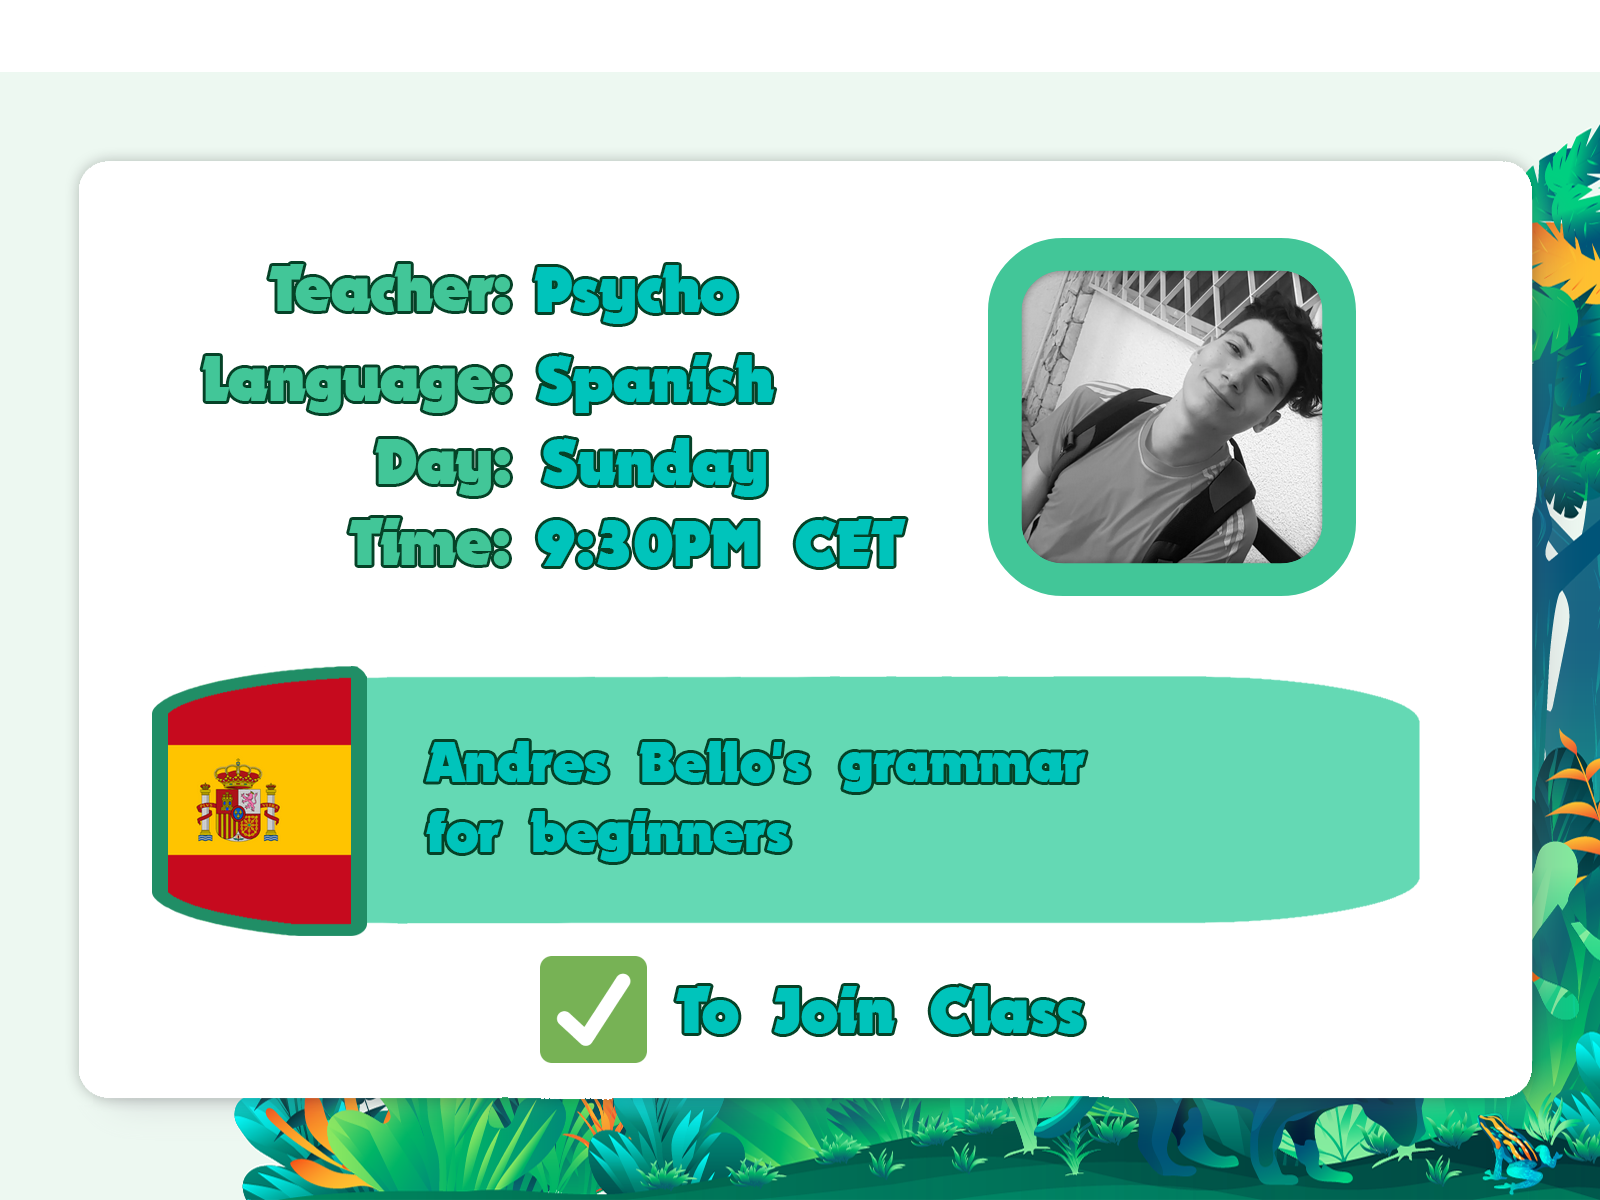 Teacher: Psycho
Language: Spanish
Day: Sunday
Time: 9:30PM CET
Andres Bello's grammar
for beginners
To Join Class